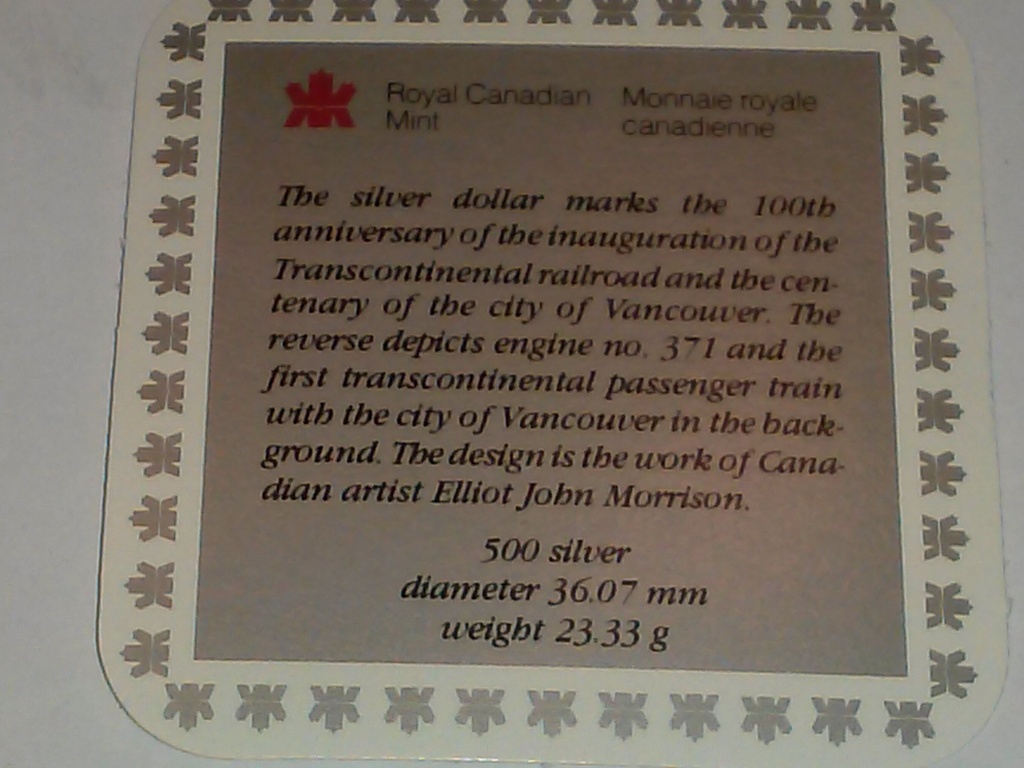 Royal Canadian Mint
Monnaie royale canadienne
The silver dollar marks the 100th
anniversary of the inauguration of the
Transcontinental railroad and the cen-
tenary of the city of Vancouver. The
reverse depicts engine no. 371 and the
first transcontinental passenger train
with the city of Vancouver in the back-
ground. The design is the work of Cana-
dian artist Elliot John Morrison.
500 silver
diameter 36.07 mm
weight 23.33 g